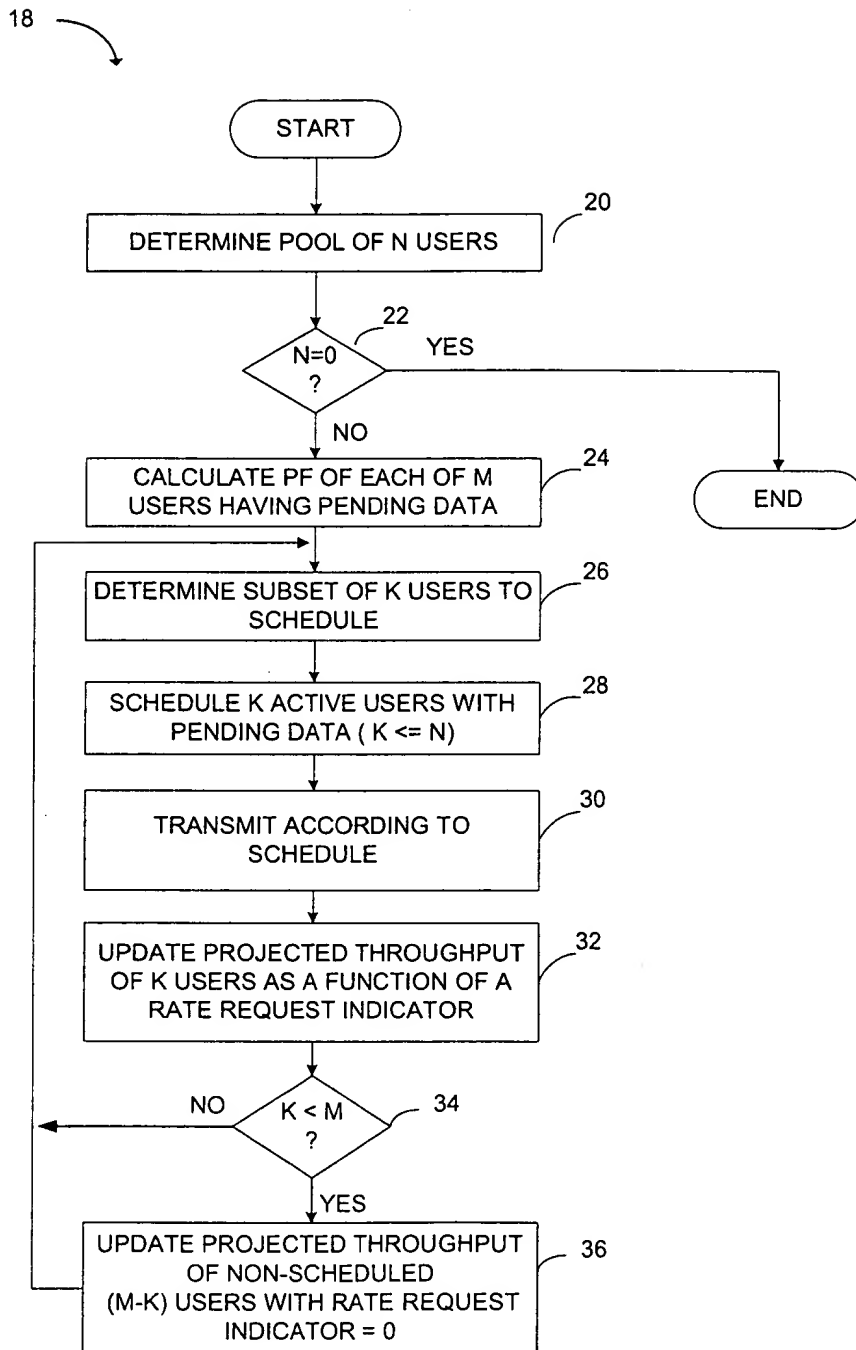 18
START
20
DETERMINE POOL OF N USERS
22
N=0
?
YES
NO
24
CALCULATE PF OF EACH OF M
USERS HAVING PENDING DATA
END
26
DETERMINE SUBSET OF K USERS TO
SCHEDULE
28
SCHEDULE K ACTIVE USERS WITH
PENDING DATA ( K <= N)
30
TRANSMIT ACCORDING TO
SCHEDULE
32
UPDATE PROJECTED THROUGHPUT
OF K USERS AS A FUNCTION OF A
RATE REQUEST INDICATOR
NO
K < M
?
34
YES
36
UPDATE PROJECTED THROUGHPUT
OF NON-SCHEDULED
(M-K) USERS WITH RATE REQUEST
INDICATOR = 0